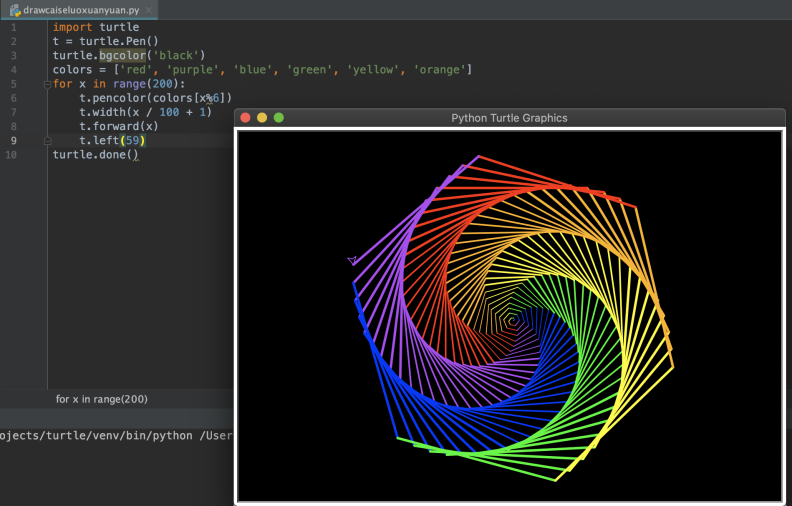 drawcaiseluoxuanyuan.py
1 import turtle
2 t = turtle.Pen()
3 turtle.bgcolor('black')
4 colors = ['red', 'purple', 'blue', 'green', 'yellow', 'orange']
5 for x in range(200):
6 t.pencolor(colors[x%6])
7 t.width(x / 100 + 1)
8 t.forward(x)
9 t.left(59)
10 turtle.done()
Python Turtle Graphics
for x in range(200)
ojects/turtle/venv/bin/python /User